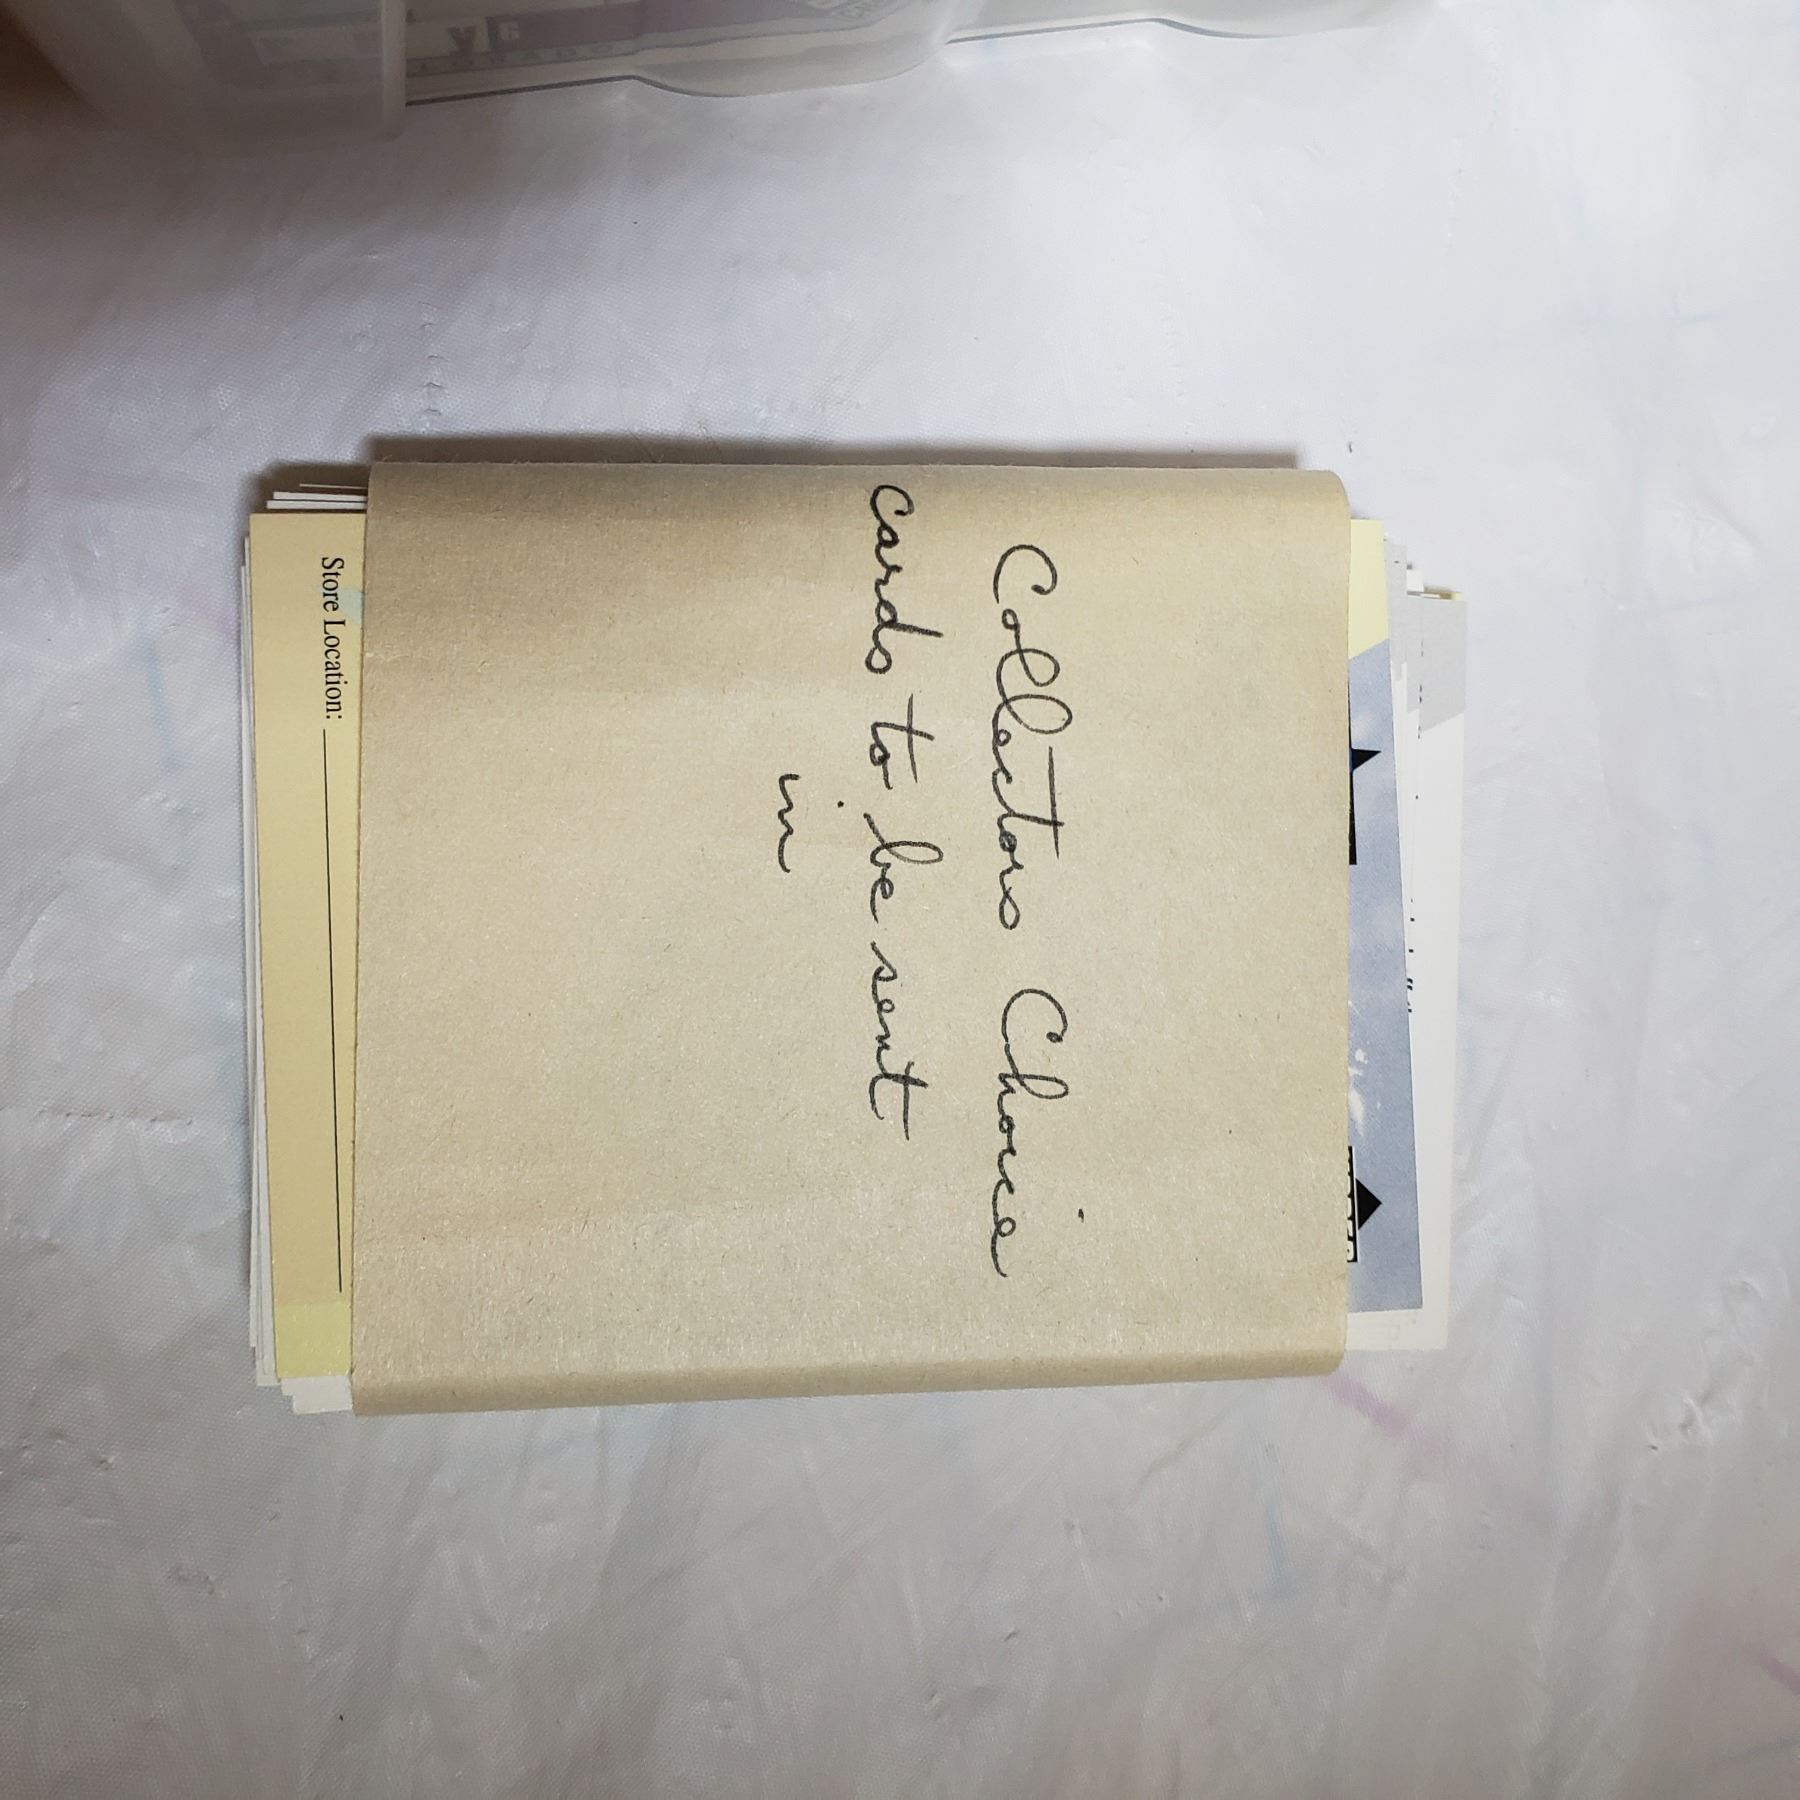 Collectors Choice
cards to be sent
in
Store Location: